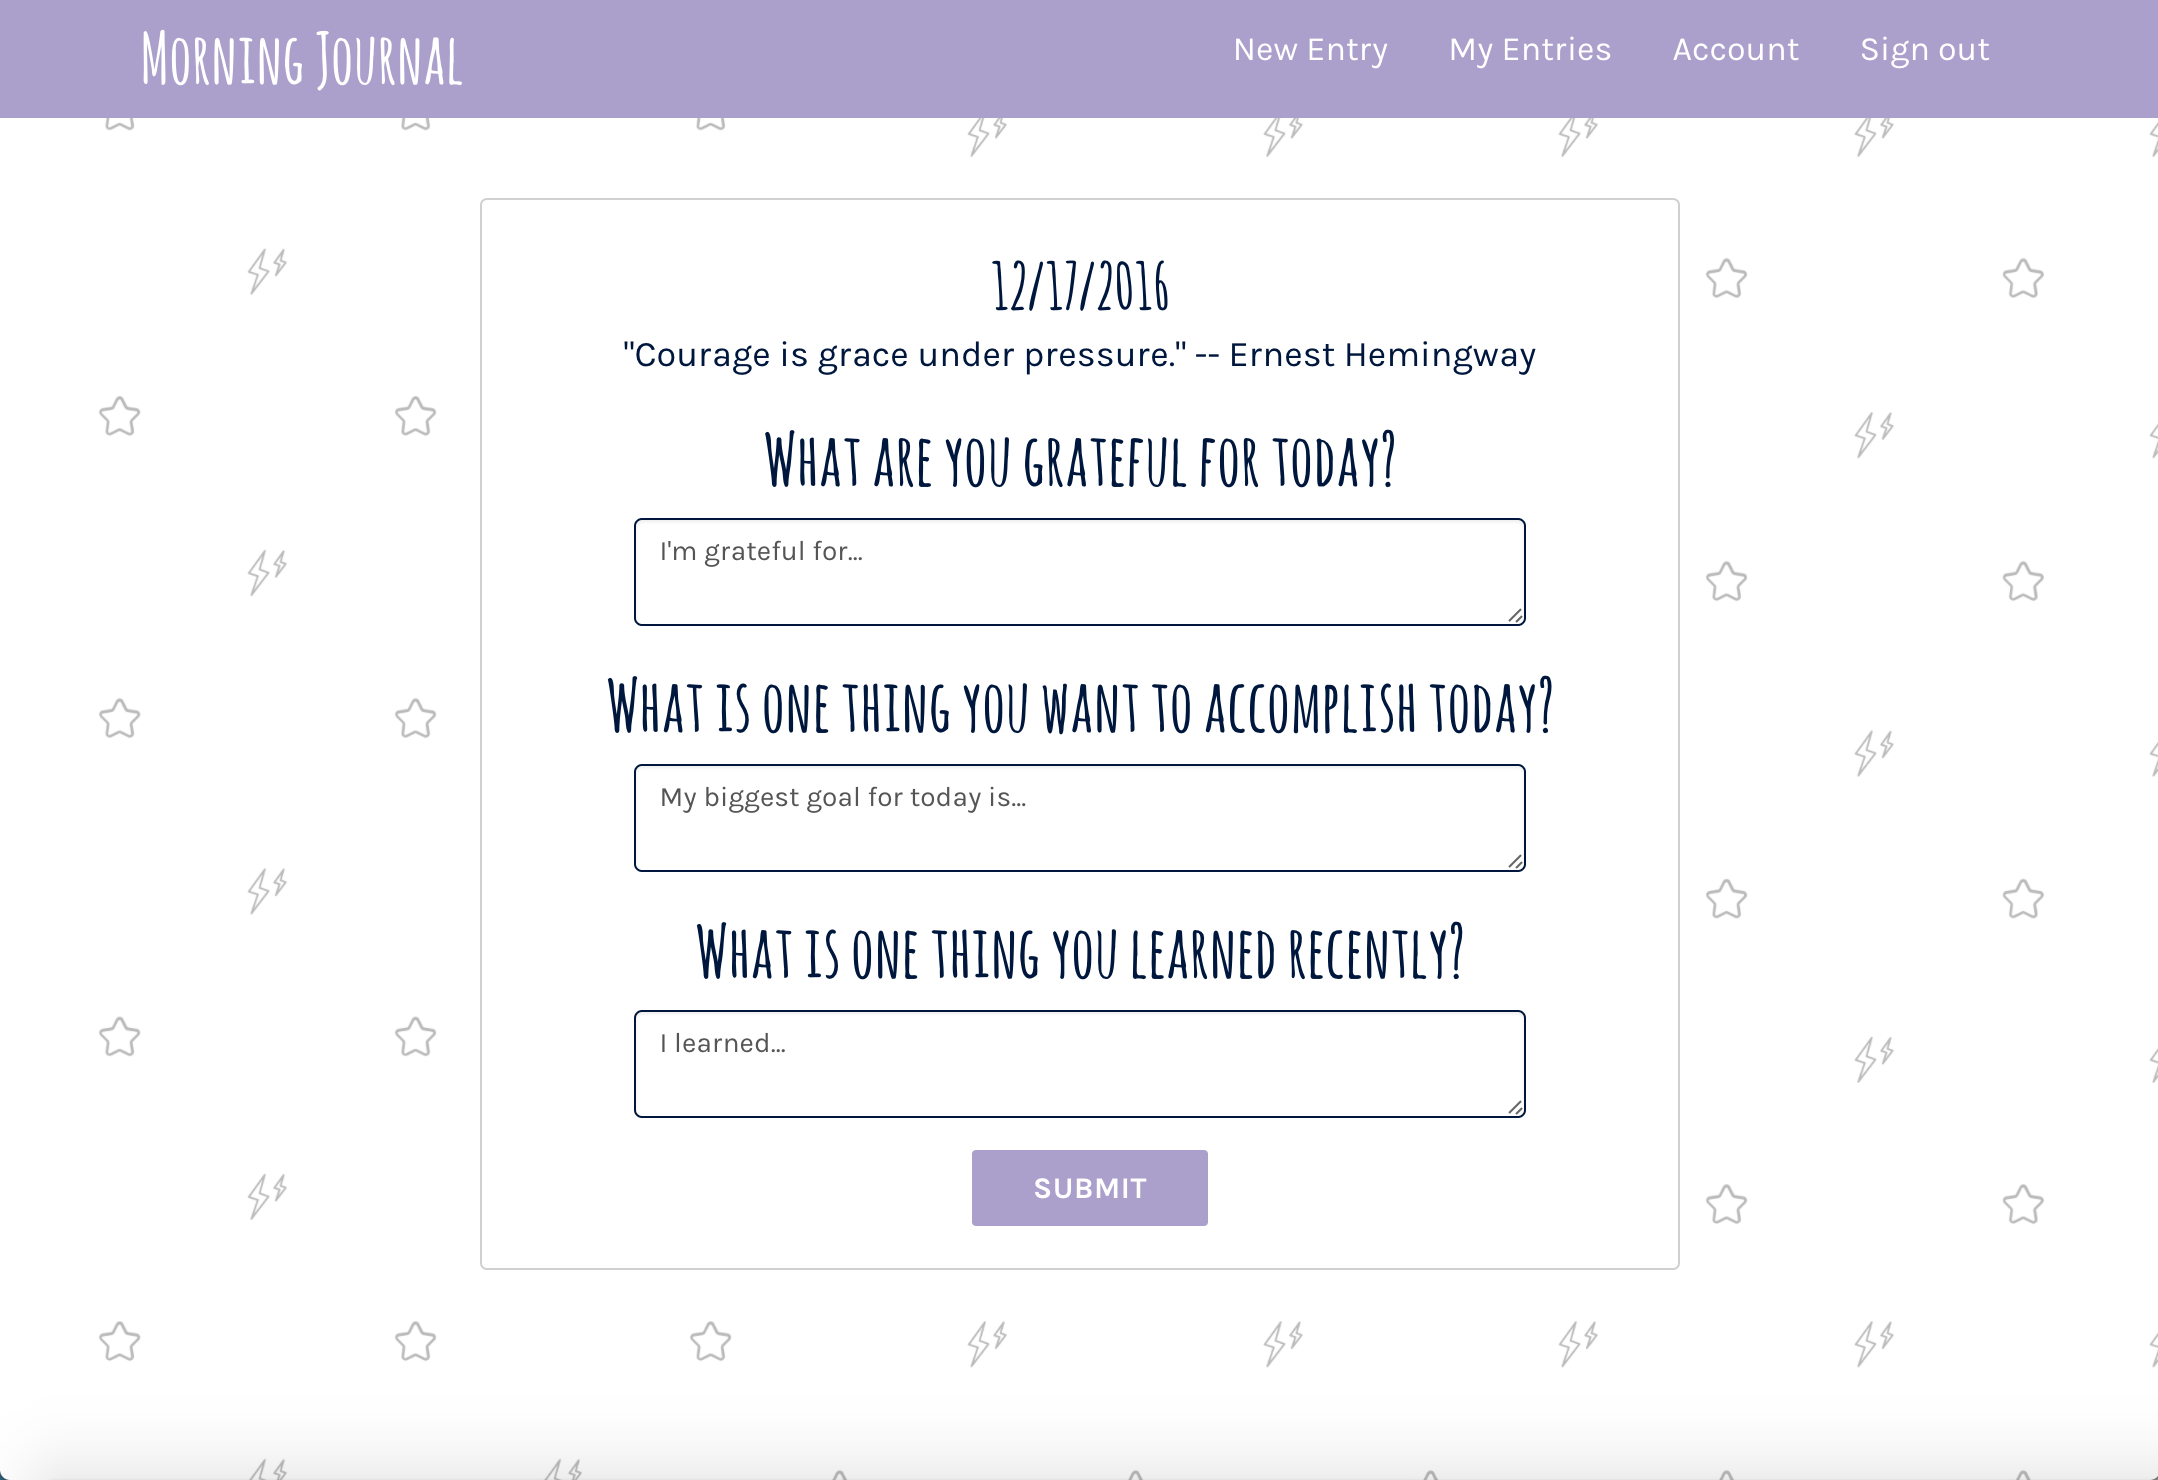 Morning Journal
New Entry My Entries Account Sign out
12/17/2016
"Courage is grace under pressure." -- Ernest Hemingway
What are you grateful for today?
I'm grateful for...
What is one thing you want to accomplish today?
My biggest goal for today is...
What is one thing you learned recently?
I learned...
SUBMIT